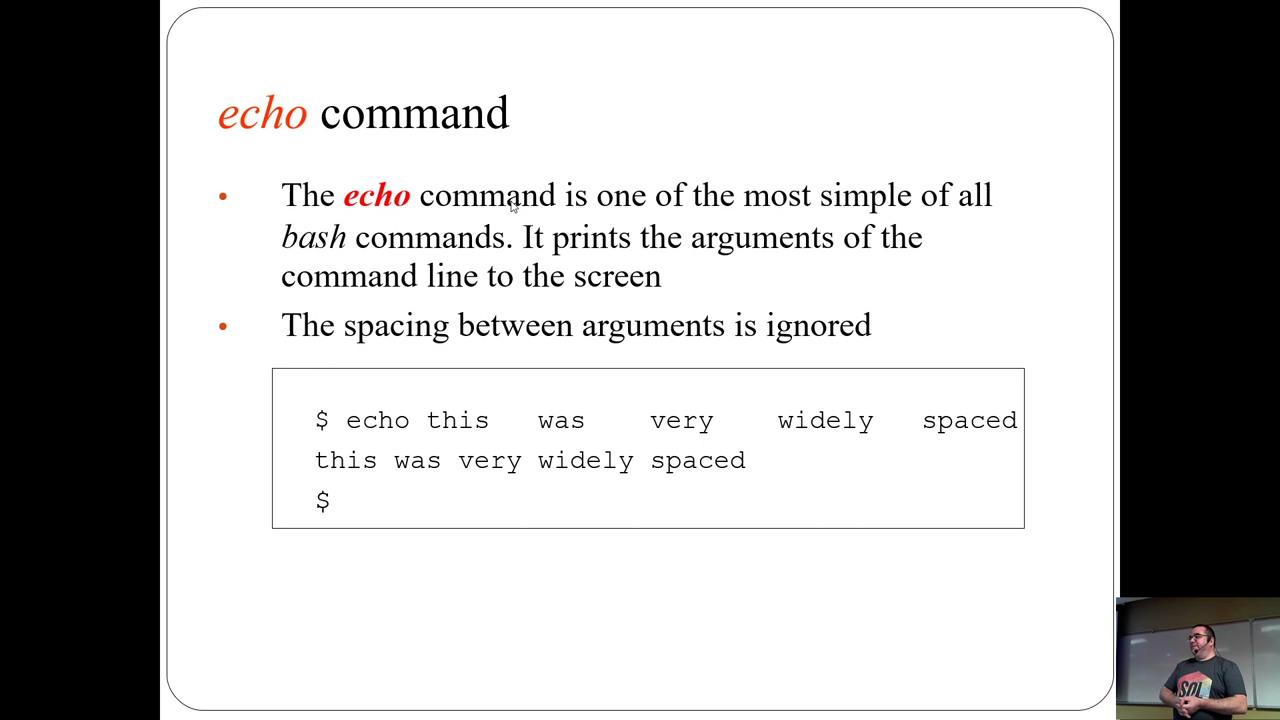 echo command
• The echo command is one of the most simple of all
bash commands. It prints the arguments of the
command line to the screen
• The spacing between arguments is ignored
$ echo this   was    very    widely   spaced
this was very widely spaced
$